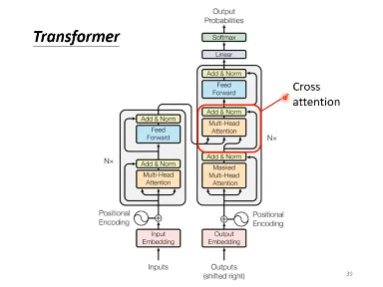 Transformer
Output
Probabilities
Softmax
Linear
Add & Norm
Feed
Forward
Add & Norm
Multi-Head
Attention
Cross
attention
Add & Norm
Feed
Forward
N×
N×
Add & Norm
Multi-Head
Attention
Add & Norm
Masked
Multi-Head
Attention
Positional
Encoding
Positional
Encoding
Input
Embedding
Output
Embedding
Inputs
Outputs
(shifted right)